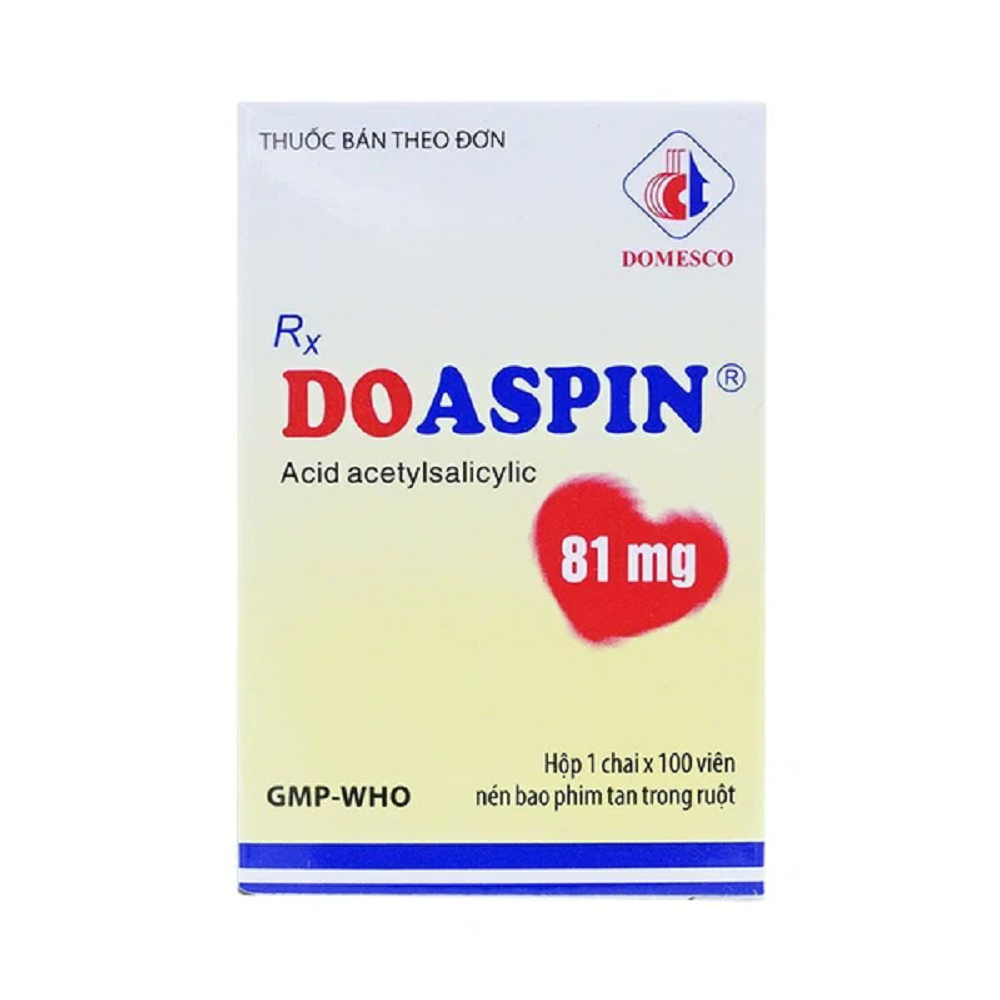 THUỐC BÁN THEO ĐƠN
DOMESCO
Rx
DOASPIN®
Acid acetylsalicylic
81 mg
Hộp 1 chai x 100 viên
nén bao phim tan trong ruột
GMP-WHO